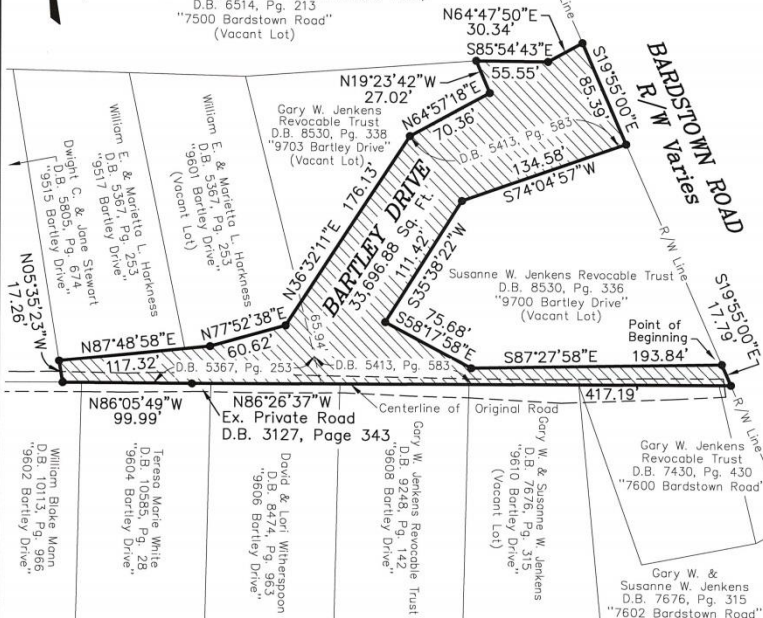 D.B. 6514, Pg. 213
"7500 Bardstown Road"
(Vacant Lot)
N64°47'50"E
30.34'
Line
S85°54'43"E
55.55'
S19°55'00"E
85.39'
BARDSTOWN ROAD
R/W Varies
N19°23'42"W
27.02'
N64°57'18"E
70.36'
Gary W. Jenkens
Revocable Trust
D.B. 8530, Pg. 338
"9703 Bartley Drive"
(Vacant Lot)
D.B. 5413, Pg. 583
134.58'
S74°04'57"W
William E. & Marietta L. Harkness
D.B. 5367, Pg. 253
"9601 Bartley Drive"
(Vacant Lot)
William E. & Marietta L. Harkness
D.B. 5367, Pg. 253
"9517 Bartley Drive"
Dwight C. & Jane Stewart
D.B. 5805, Pg. 674
"9515 Bartley Drive"
N36°32'11"E 176.13'
BARTLEY DRIVE
33,696.88 Sq. Ft.
111.42'
S35°38'22"W
R/W Line
Susanne W. Jenkens Revocable Trust
D.B. 8530, Pg. 336
"9700 Bartley Drive"
(Vacant Lot)
N05°35'23"W
17.26'
N87°48'58"E
117.32'
N77°52'38"E
60.62'
65.94'
75.68'
S58°17'58"E
S19°55'00"E
17.79'
Point of
Beginning
S87°27'58"E 193.84'
D.B. 5367, Pg. 253
D.B. 5413, Pg. 583
N86°05'49"W
99.99'
N86°26'37"W
417.19'
Ex. Private Road
D.B. 3127, Page 343
Centerline of Original Road
R/W Line
William Blake Mann
D.B. 10113, Pg. 966
"9602 Bartley Drive"
Teresa Marie White
D.B. 10585, Pg. 28
"9604 Bartley Drive"
David & Lori Witherspoon
D.B. 8474, Pg. 963
"9606 Bartley Drive"
Gary W. Jenkens Revocable Trust
D.B. 9248, Pg. 142
"9608 Bartley Drive"
Gary W. & Susanne W. Jenkens
D.B. 7676, Pg. 315
"9610 Bartley Drive"
(Vacant Lot)
Gary W. Jenkens
Revocable Trust
D.B. 7430, Pg. 430
"7600 Bardstown Road"
Gary W. &
Susanne W. Jenkens
D.B. 7676, Pg. 315
"7602 Bardstown Road"